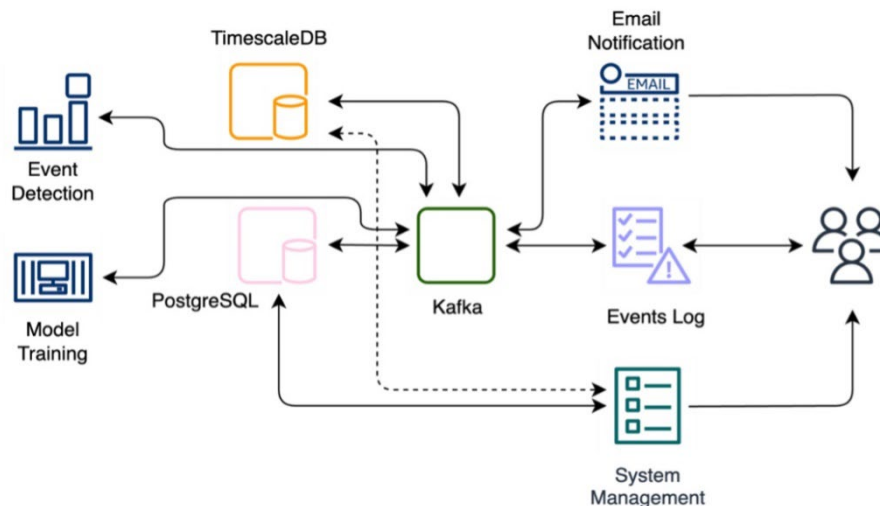 TimescaleDB
Email
Notification
EMAIL
Event
Detection
PostgreSQL
Kafka
Events Log
Model
Training
System
Management